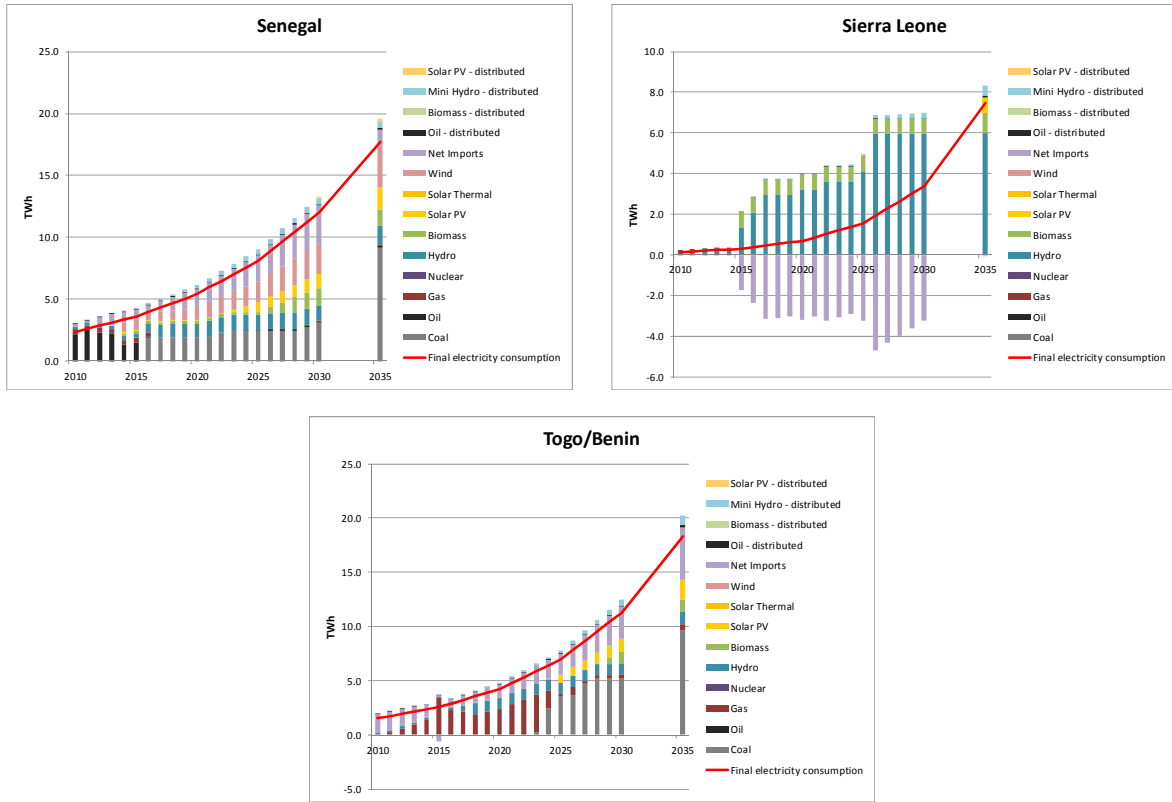 Senegal
25.0
20.0
15.0
10.0
5.0
0.0
TWh
2010
2015
2020
2025
2030
2035
Solar PV - distributed
Mini Hydro - distributed
Biomass - distributed
Oil - distributed
Net Imports
Wind
Solar Thermal
Solar PV
Biomass
Hydro
Nuclear
Gas
Oil
Coal
Final electricity consumption
Sierra Leone
10.0
8.0
6.0
4.0
2.0
0.0
-2.0
-4.0
-6.0
TWh
2010
2015
2020
2025
2030
2035
Solar PV - distributed
Mini Hydro - distributed
Biomass - distributed
Oil - distributed
Net Imports
Wind
Solar Thermal
Solar PV
Biomass
Hydro
Nuclear
Gas
Oil
Coal
Final electricity consumption
Togo/Benin
25.0
20.0
15.0
10.0
5.0
0.0
-5.0
TWh
2010
2015
2020
2025
2030
2035
Solar PV - distributed
Mini Hydro - distributed
Biomass - distributed
Oil - distributed
Net Imports
Wind
Solar Thermal
Solar PV
Biomass
Hydro
Nuclear
Gas
Oil
Coal
Final electricity consumption